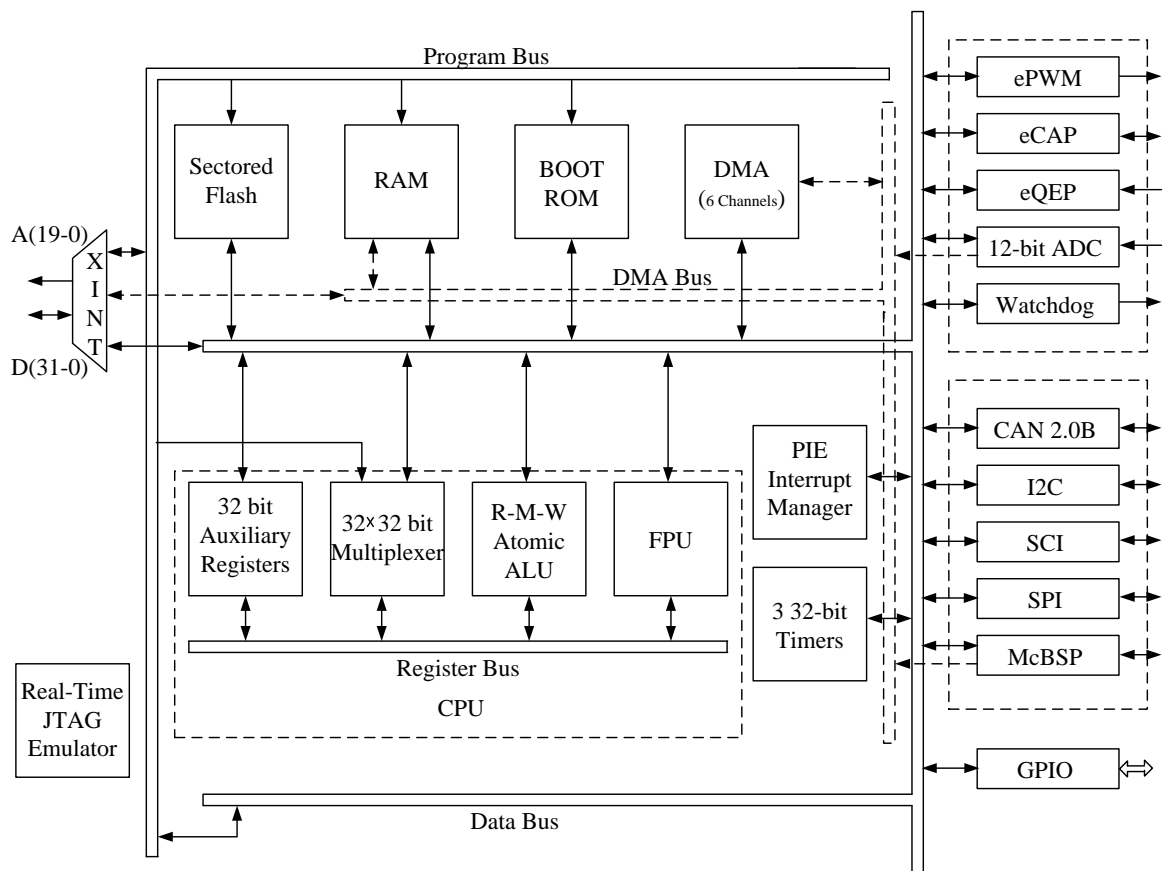 Program Bus
Sectored
Flash
RAM
BOOT
ROM
DMA
(6 Channels)
ePWM
eCAP
eQEP
12-bit ADC
Watchdog
A(19-0)
X
I
N
T
D(31-0)
DMA Bus
32 bit
Auxiliary
Registers
32×32 bit
Multiplexer
R-M-W
Atomic
ALU
FPU
Register Bus
CPU
PIE
Interrupt
Manager
3 32-bit
Timers
CAN 2.0B
I2C
SCI
SPI
McBSP
GPIO
Real-Time
JTAG
Emulator
Data Bus